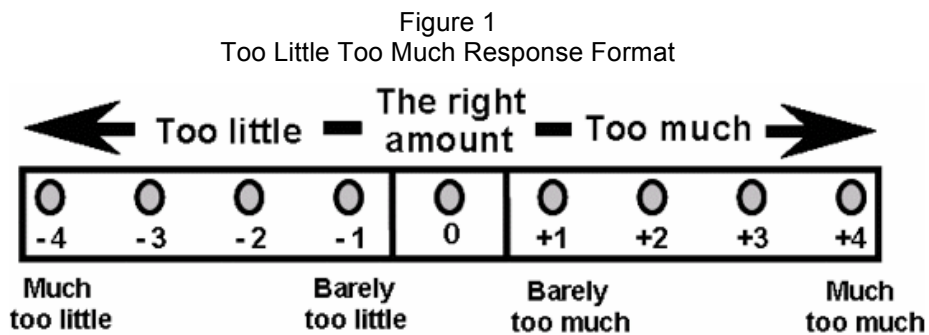 Figure 1
Too Little Too Much Response Format
The right
Too little amount Too much
-4 -3 -2 -1 0 +1 +2 +3 +4
Much Barely Barely Much
too little too little too much too much